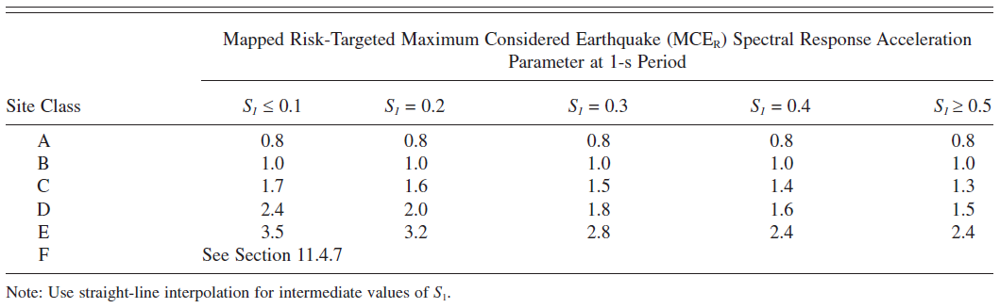 Mapped Risk-Targeted Maximum Considered Earthquake (MCER) Spectral Response Acceleration
Parameter at 1-s Period
Site Class S1 ≤ 0.1 S1 = 0.2 S1 = 0.3 S1 = 0.4 S1 ≥ 0.5
A 0.8 0.8 0.8 0.8 0.8
B 1.0 1.0 1.0 1.0 1.0
C 1.7 1.6 1.5 1.4 1.3
D 2.4 2.0 1.8 1.6 1.5
E 3.5 3.2 2.8 2.4 2.4
F See Section 11.4.7
Note: Use straight-line interpolation for intermediate values of S1.